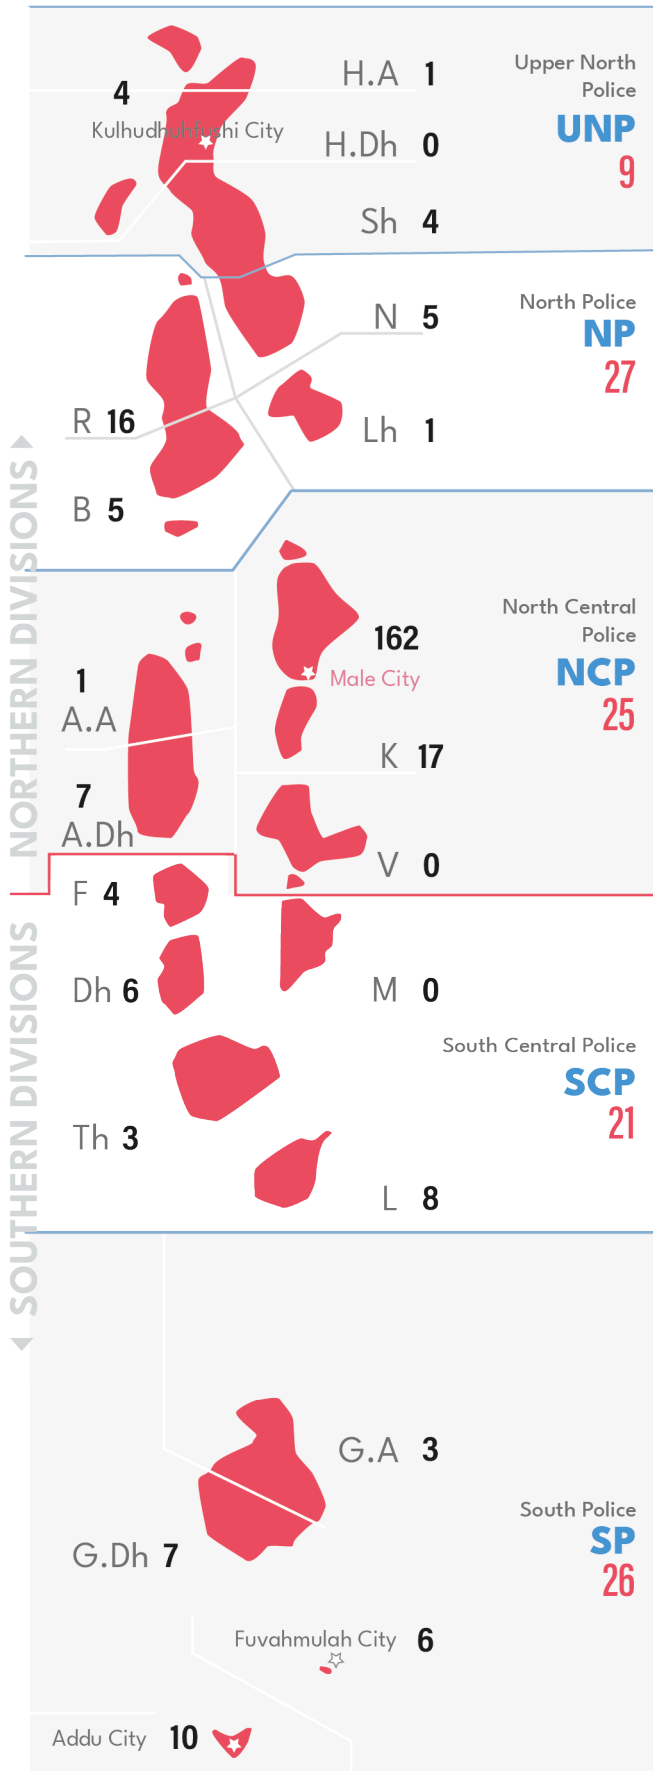 H.A 1
Upper North
Police
UNP
9
4
Kulhudhuhfushi City
H.Dh 0
Sh 4
North Police
NP
27
N 5
R 16
Lh 1
B 5
NORTHERN DIVISIONS
North Central
Police
NCP
25
162
Male City
1
A.A
K 17
7
A.Dh
V 0
F 4
SOUTHERN DIVISIONS
Dh 6
M 0
South Central Police
SCP
21
Th 3
L 8
G.A 3
South Police
SP
26
G.Dh 7
Fuvahmulah City 6
Addu City 10